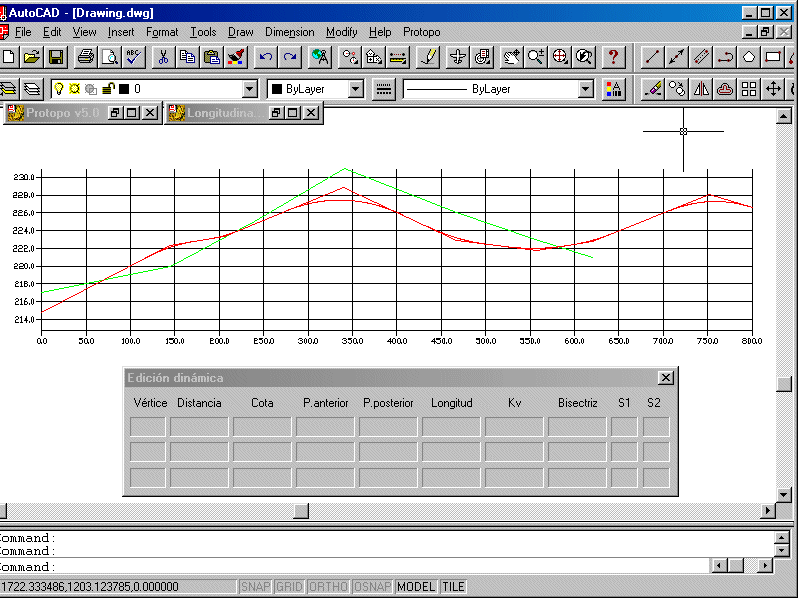 AutoCAD - [Drawing.dwg]
File Edit View Insert Format Tools Draw Dimension Modify Help Protopo
ABC
?
0 ByLayer ByLayer
Protopo v5.0 Longitudina...
230.0
228.0
226.0
224.0
222.0
220.0
218.0
216.0
214.0
0.0 50.0 100.0 150.0 200.0 250.0 300.0 350.0 400.0 450.0 500.0 550.0 600.0 650.0 700.0 750.0 800.0
Edición dinámica
Vértice Distancia Cota P.anterior P.posterior Longitud Kv Bisectriz S1 S2
Command:
Command:
Command:
1722.333486,1203.123785,0.000000 SNAP GRID ORTHO OSNAP MODEL TILE